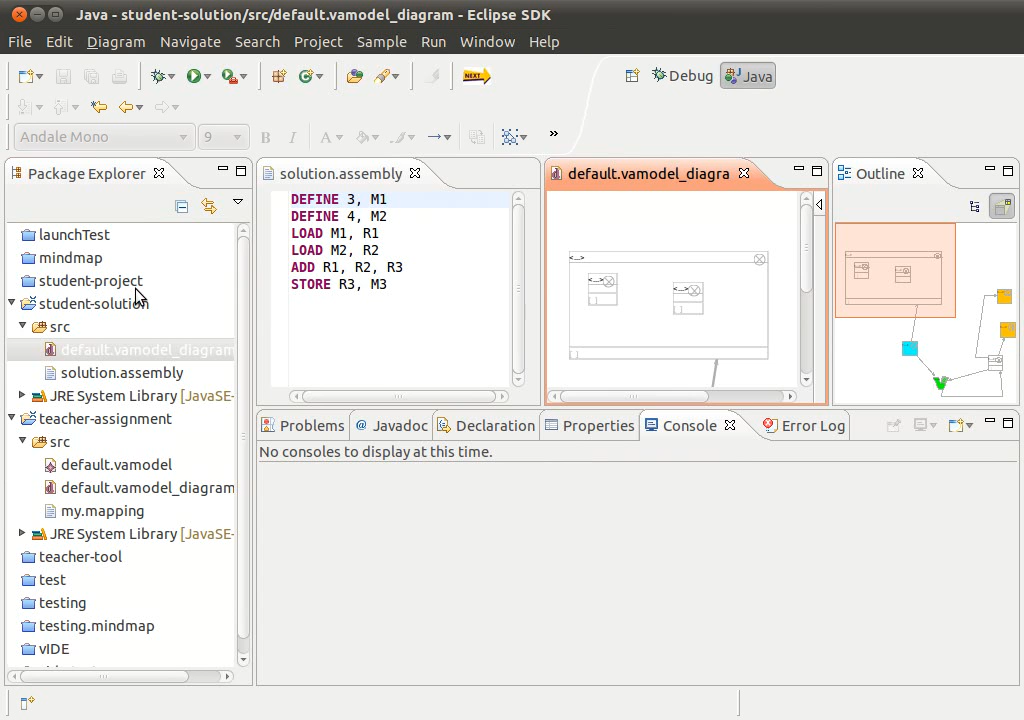 Java - student-solution/src/default.vamodel_diagram - Eclipse SDK
File Edit Diagram Navigate Search Project Sample Run Window Help
NEXT
Debug
Java
Andale Mono
9
B I A
»
Package Explorer
launchTest
mindmap
student-project
student-solution
src
default.vamodel_diagram
solution.assembly
JRE System Library [JavaSE-
teacher-assignment
src
default.vamodel
default.vamodel_diagram
my.mapping
JRE System Library [JavaSE-
teacher-tool
test
testing
testing.mindmap
vIDE
solution.assembly
DEFINE 3, M1
DEFINE 4, M2
LOAD M1, R1
LOAD M2, R2
ADD R1, R2, R3
STORE R3, M3
default.vamodel_diagra
<...>
<...>
<...>
Outline
Problems
@ Javadoc
Declaration
Properties
Console
Error Log
No consoles to display at this time.